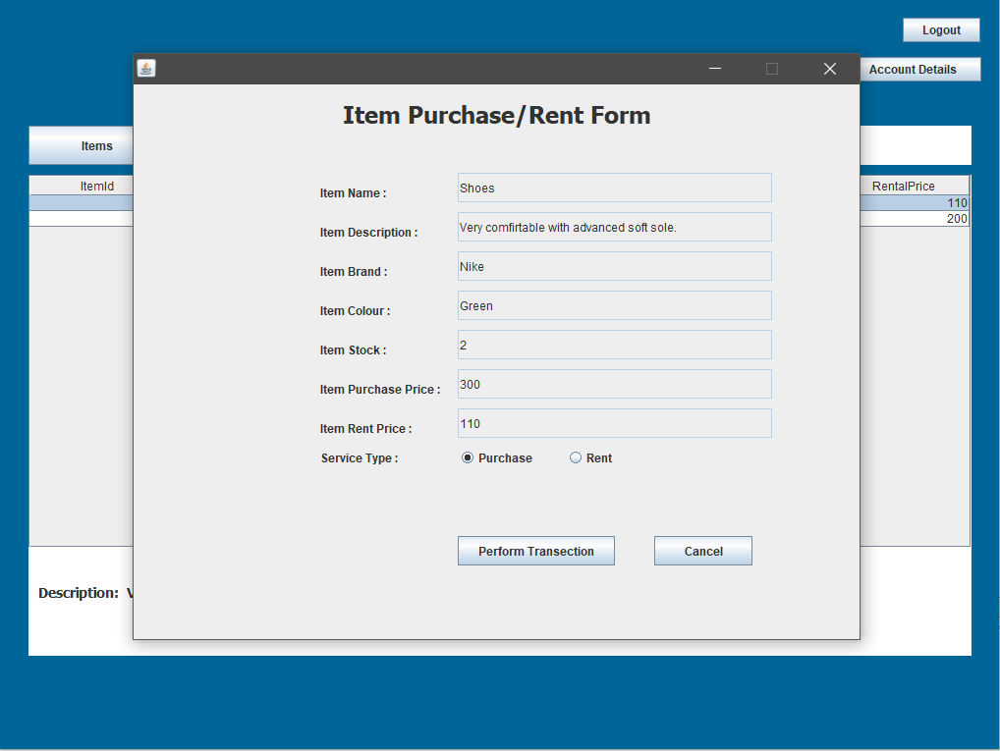 Logout
Account Details
Item Purchase/Rent Form
Items
ItemId
RentalPrice
110
200
Item Name :
Shoes
Item Description :
Very comfirtable with advanced soft sole.
Item Brand :
Nike
Item Colour :
Green
Item Stock :
2
Item Purchase Price :
300
Item Rent Price :
110
Service Type :
Purchase
Rent
Perform Transection
Cancel
Description: